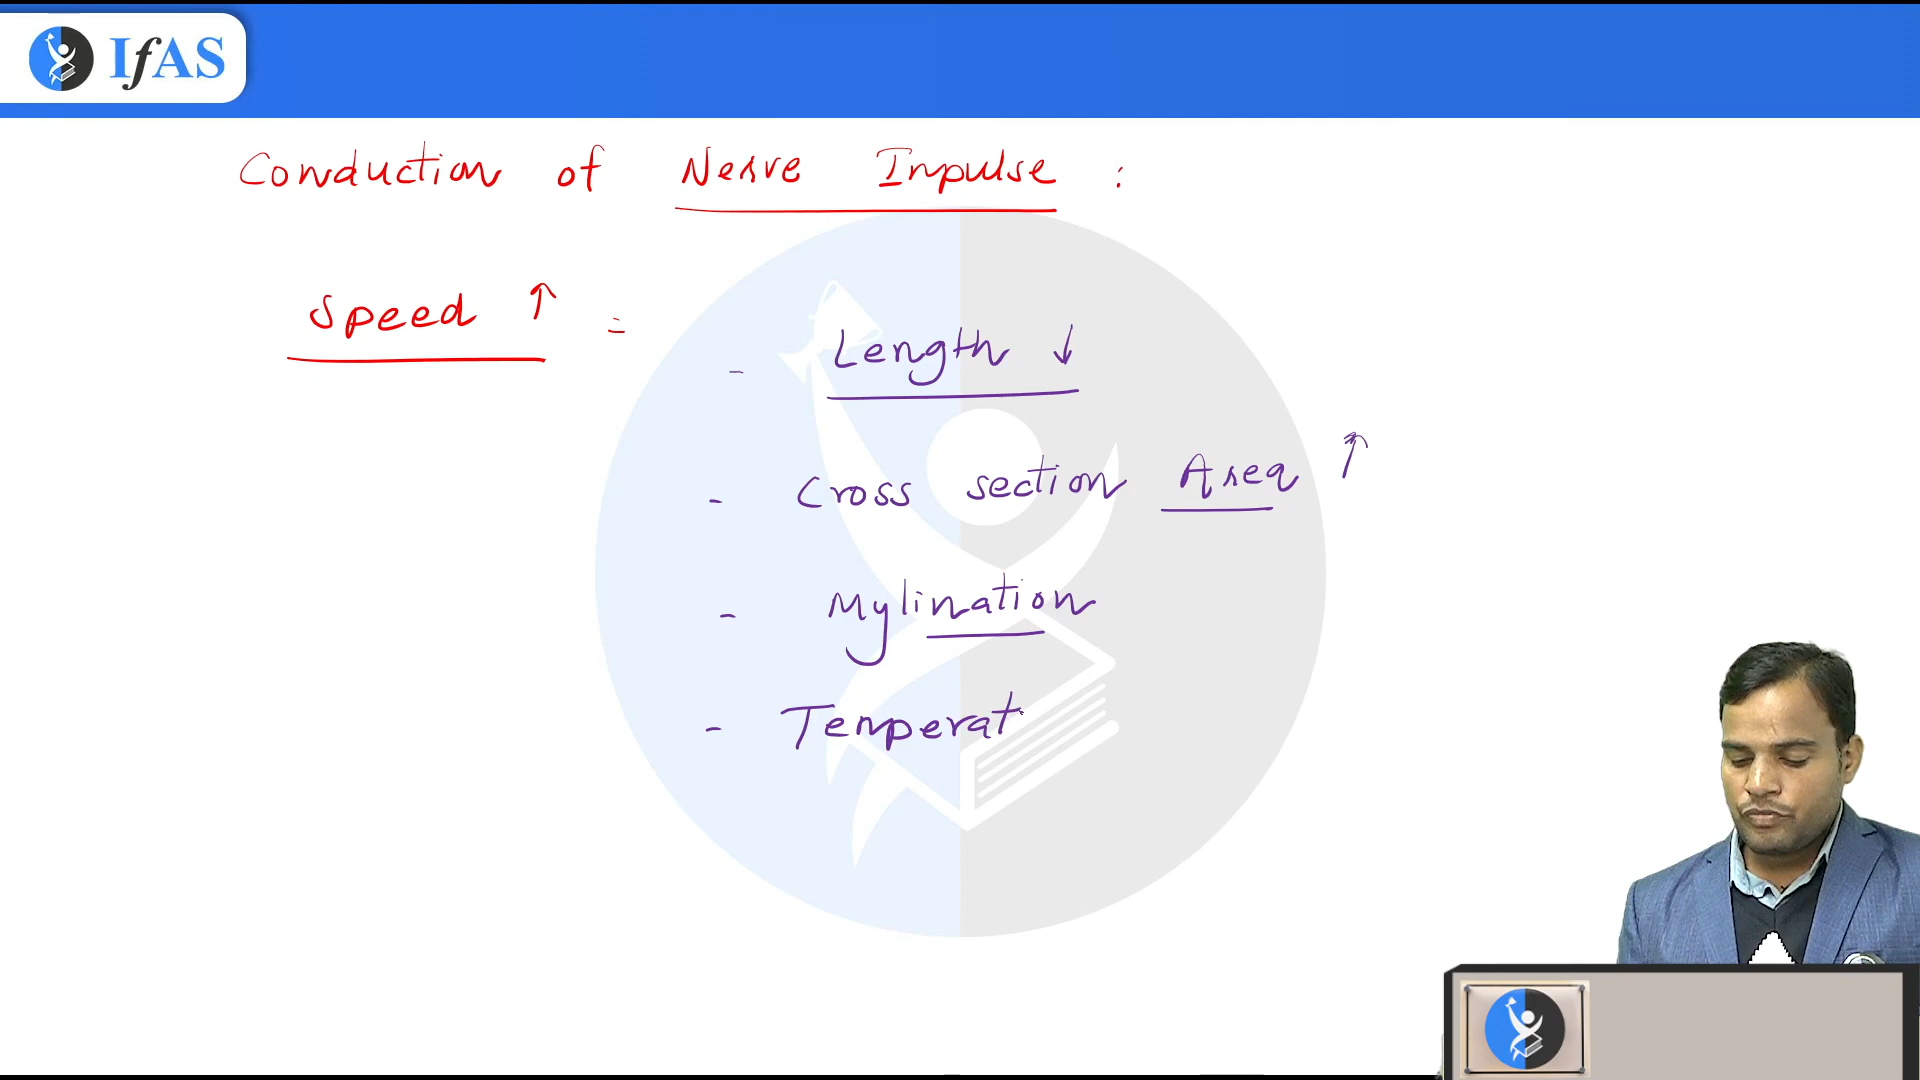 IfAS
Conduction of Nerve Impulse :
Speed ↑ =
- Length ↓
- Cross section Area ↑
- Mylination
- Temperat